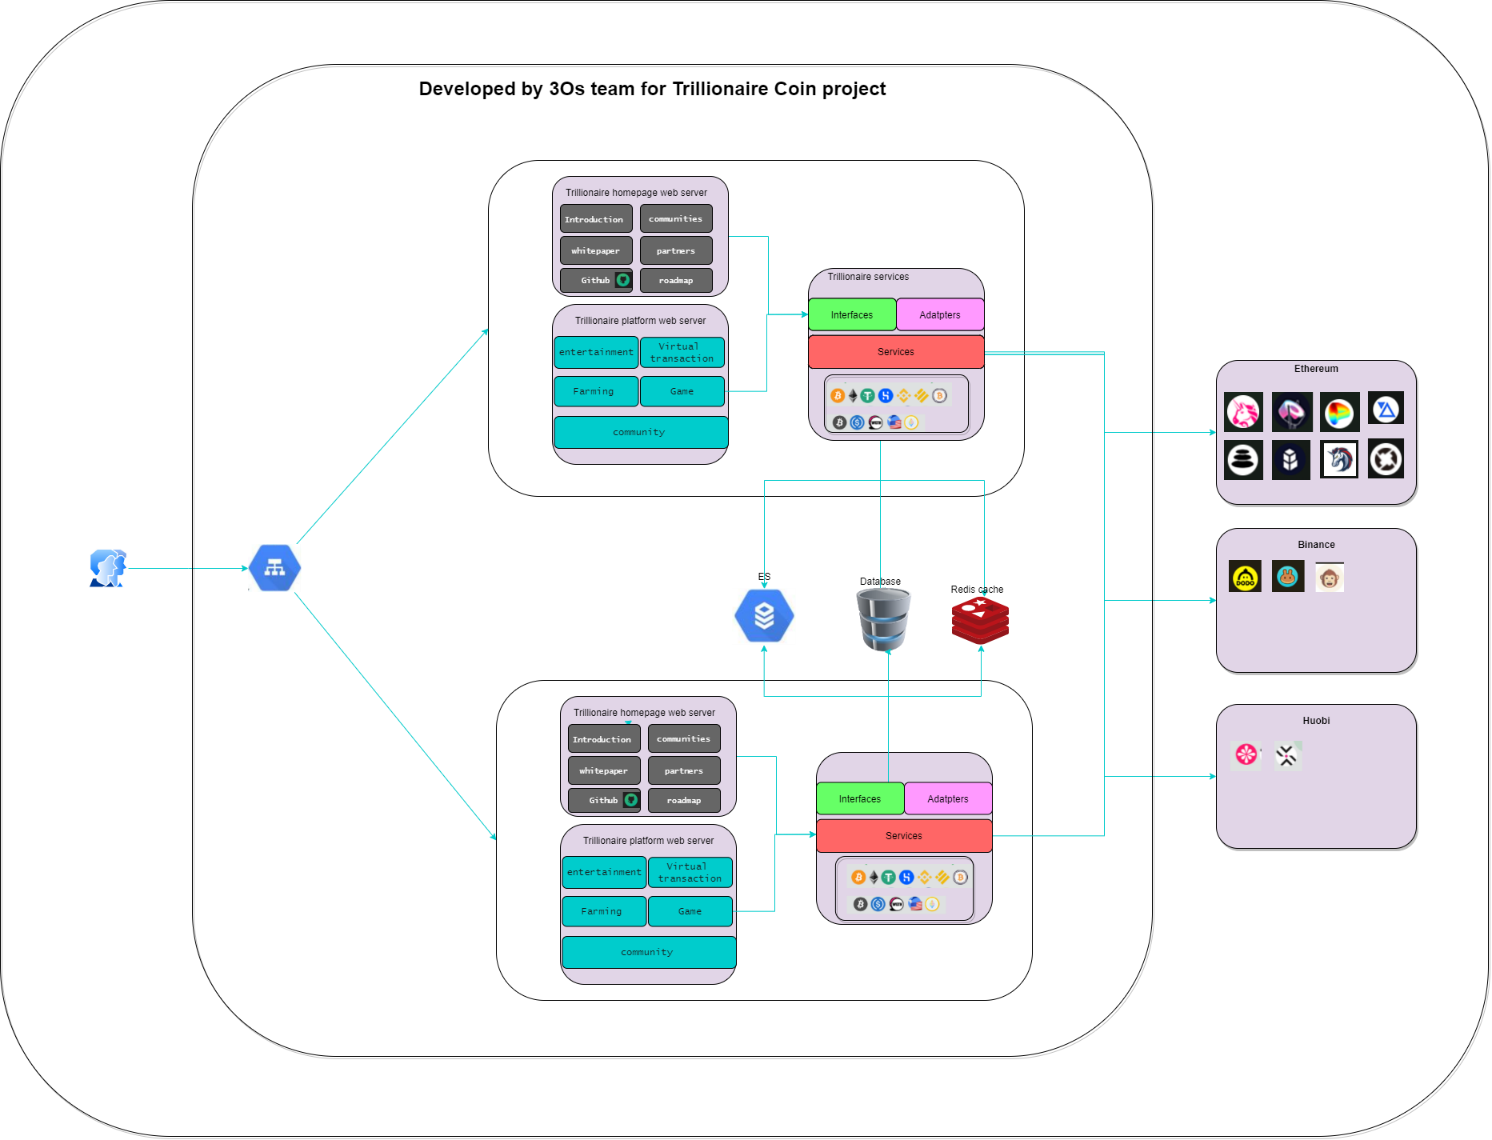 Developed by 3Os team for Trillionaire Coin project
Trillionaire homepage web server
Introduction
communities
whitepaper
partners
Github
roadmap
Trillionaire platform web server
entertainment
Virtual
transaction
Farming
Game
community
Trillionaire services
Interfaces
Adatpters
Services
Ethereum
Binance
DODO
Huobi
ES
Database
Redis cache
Trillionaire homepage web server
Introduction
communities
whitepaper
partners
Github
roadmap
Trillionaire platform web server
entertainment
Virtual
transaction
Farming
Game
community
Interfaces
Adatpters
Services